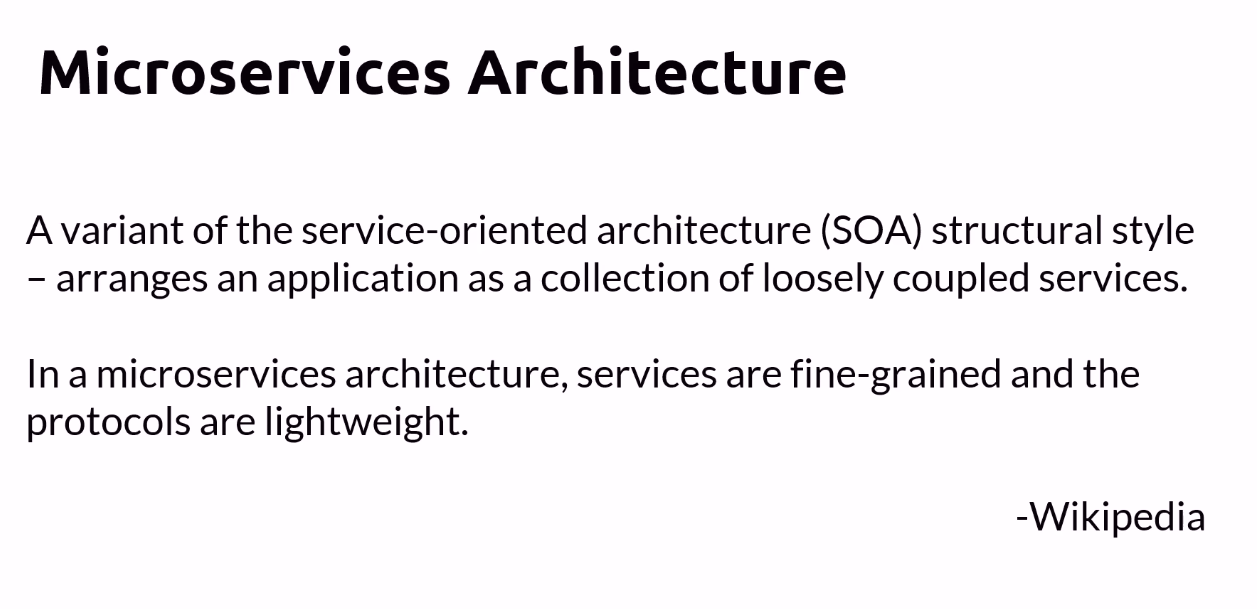 Microservices Architecture
A variant of the service-oriented architecture (SOA) structural style
– arranges an application as a collection of loosely coupled services.
In a microservices architecture, services are fine-grained and the
protocols are lightweight.
-Wikipedia